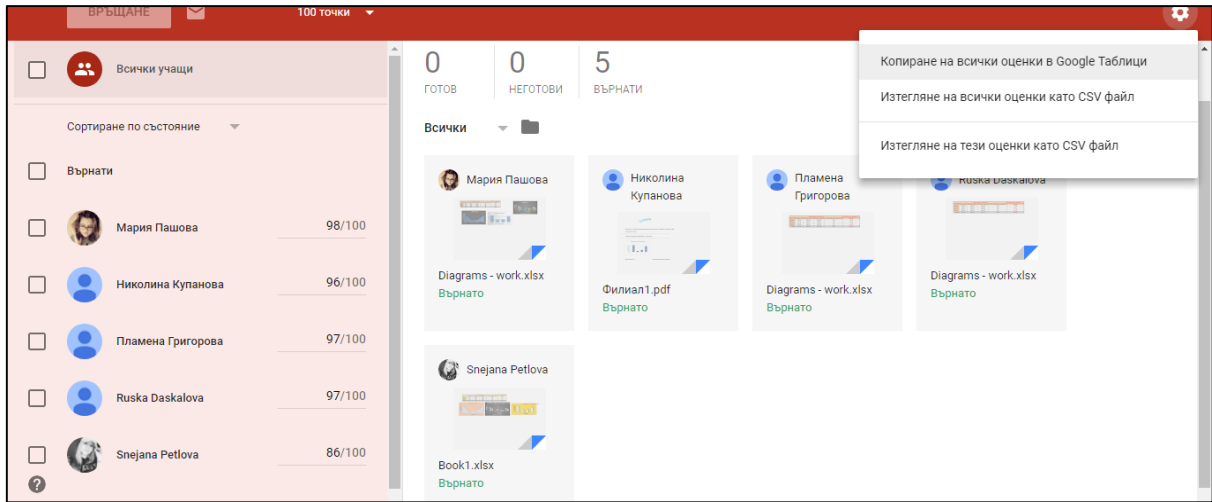 ВРЪЩАНЕ
100 точки
Всички учащи
Сортиране по състояние
Върнати
Мария Пашова 98/100
Николина Купанова 96/100
Пламена Григорова 97/100
Ruska Daskalova 97/100
Snejana Petlova 86/100
0 0 5
ГОТОВ НЕГОТОВИ ВЪРНАТИ
Всички
Копиране на всички оценки в Google Таблици
Изтегляне на всички оценки като CSV файл
Изтегляне на тези оценки като CSV файл
Мария Пашова
Diagrams - work.xlsx
Върнато
Николина
Купанова
Филиал1.pdf
Върнато
Пламена
Григорова
Diagrams - work.xlsx
Върнато
Ruska Daskalova
Diagrams - work.xlsx
Върнато
Snejana Petlova
Book1.xlsx
Върнато